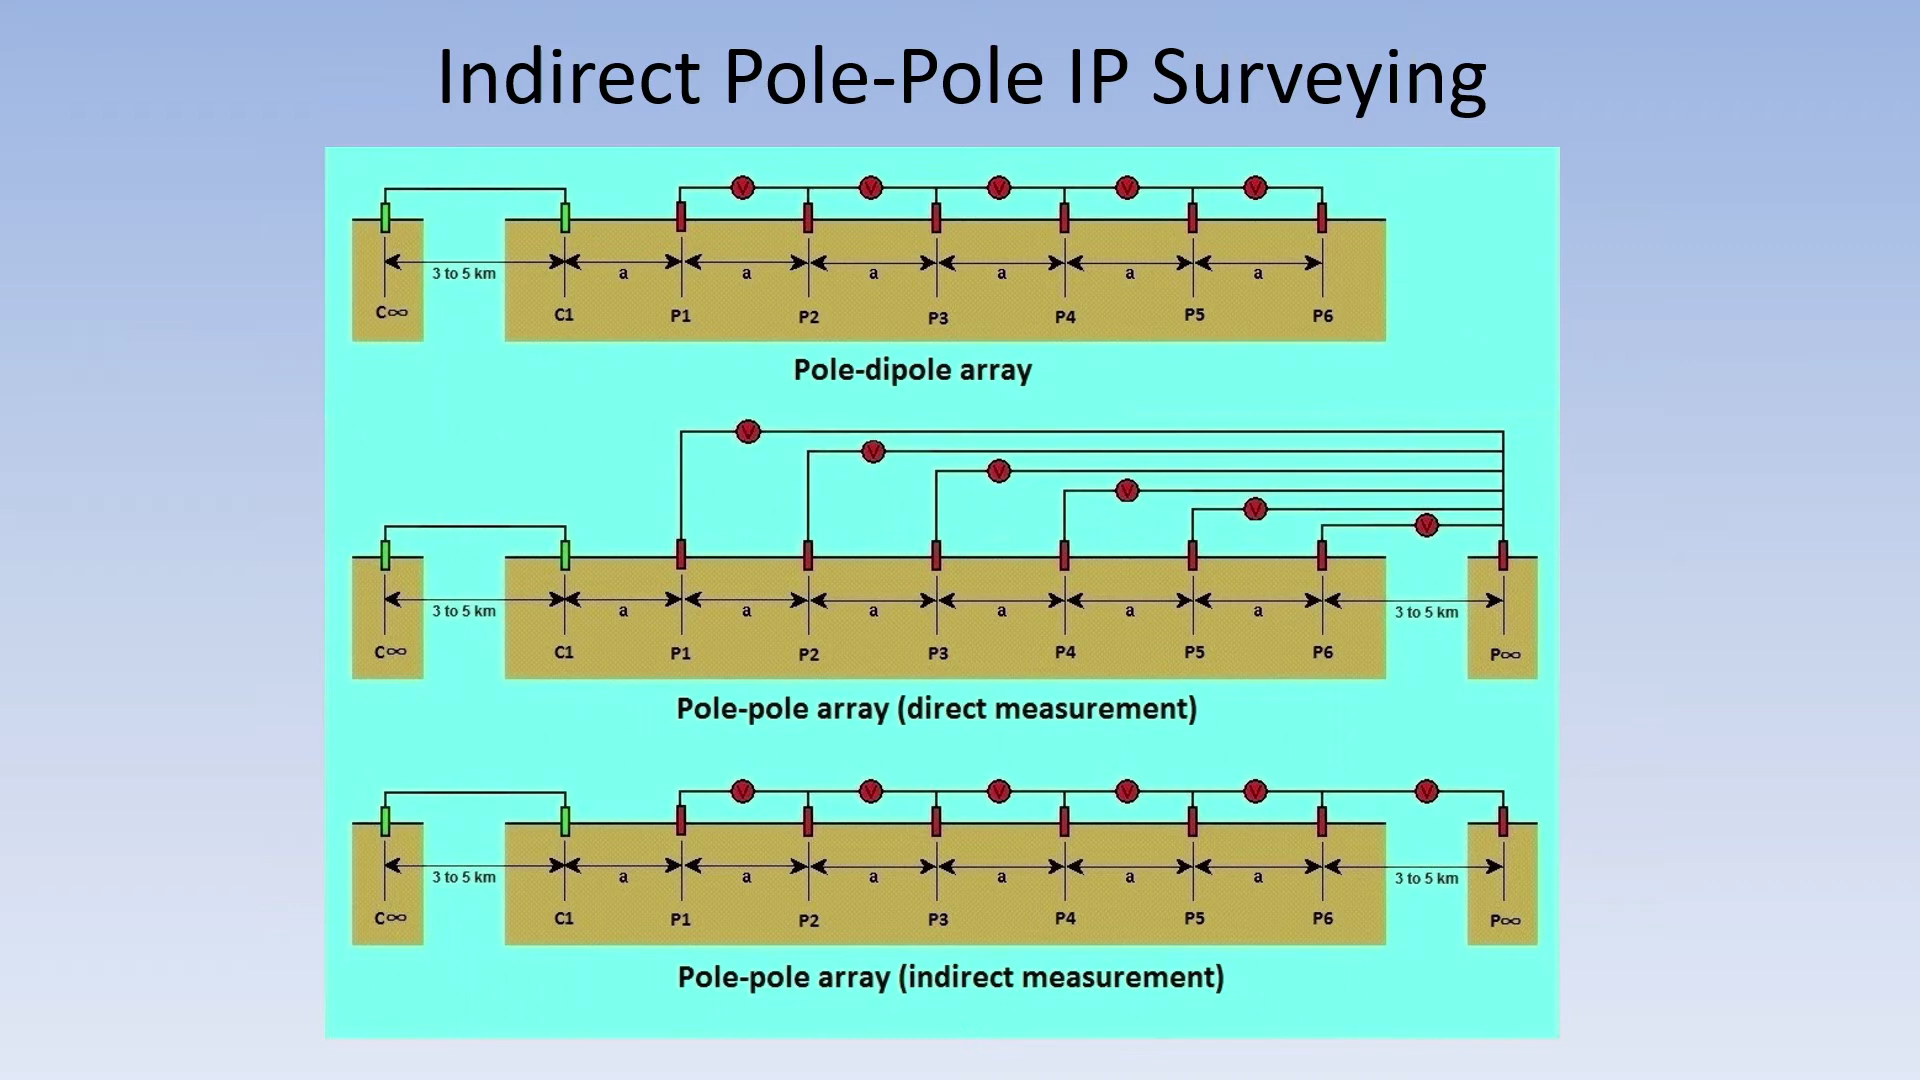 Indirect Pole-Pole IP Surveying
V V V V V
3 to 5 km a a a a a a
C∞ C1 P1 P2 P3 P4 P5 P6
Pole-dipole array
V
V
V
V
V
V
3 to 5 km a a a a a a 3 to 5 km
C∞ C1 P1 P2 P3 P4 P5 P6 P∞
Pole-pole array (direct measurement)
V V V V V V
3 to 5 km a a a a a a 3 to 5 km
C∞ C1 P1 P2 P3 P4 P5 P6 P∞
Pole-pole array (indirect measurement)